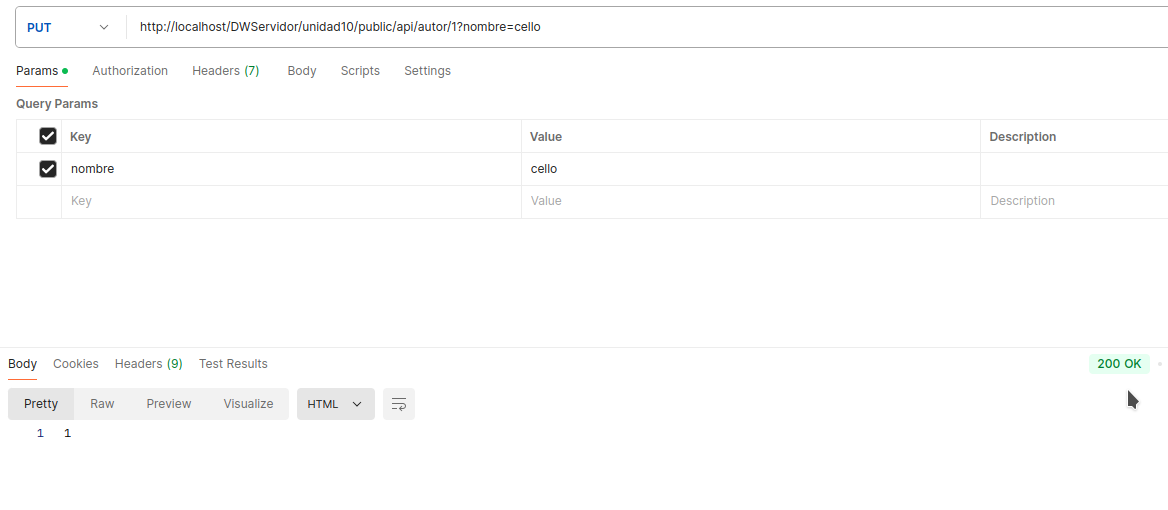 PUT http://localhost/DWServidor/unidad10/public/api/autor/1?nombre=cello
Params Authorization Headers (7) Body Scripts Settings
Query Params
Key Value Description
nombre cello
Key Value Description
Body Cookies Headers (9) Test Results 200 OK
Pretty Raw Preview Visualize HTML
1 1